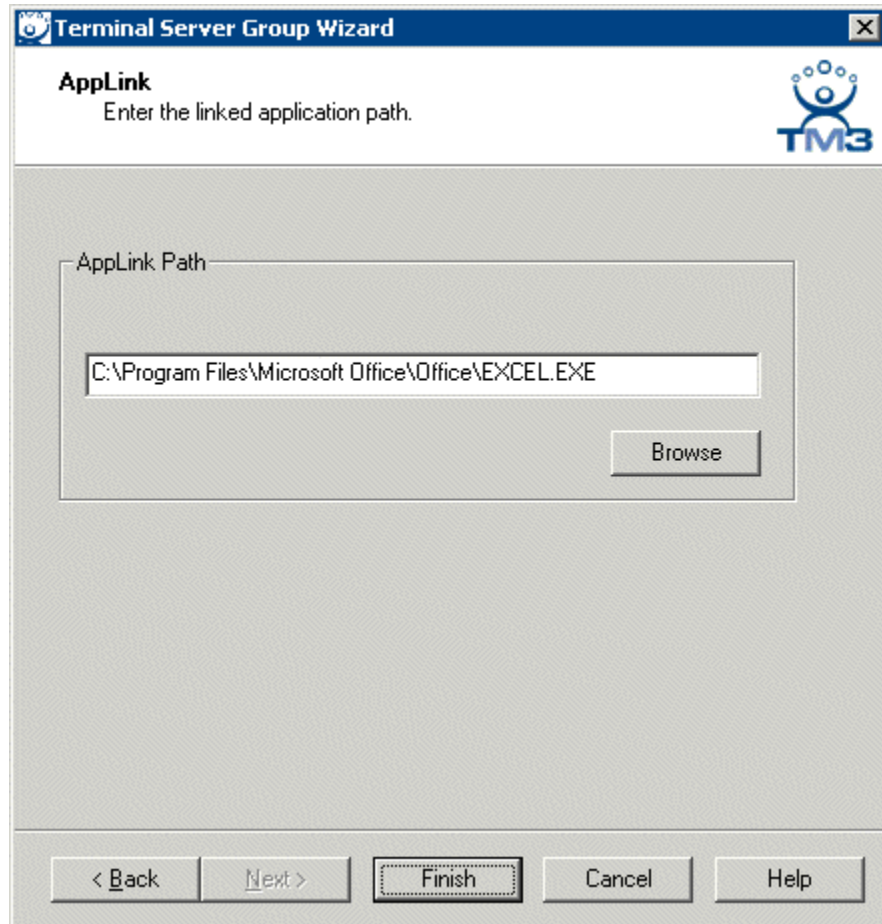 Terminal Server Group Wizard
AppLink
Enter the linked application path.
TM3
AppLink Path
C:\Program Files\Microsoft Office\Office\EXCEL.EXE
Browse
< Back
Next >
Finish
Cancel
Help